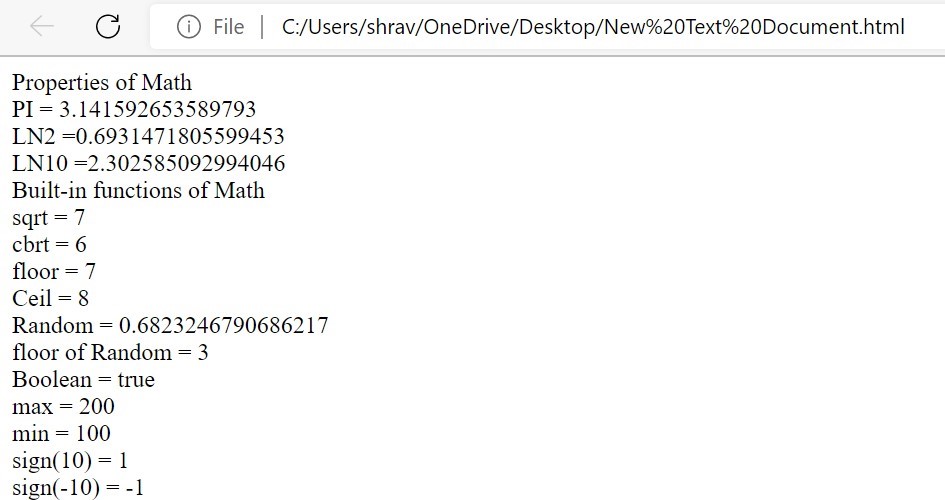 File | C:/Users/shrav/OneDrive/Desktop/New%20Text%20Document.html
Properties of Math
PI = 3.141592653589793
LN2 =0.6931471805599453
LN10 =2.302585092994046
Built-in functions of Math
sqrt = 7
cbrt = 6
floor = 7
Ceil = 8
Random = 0.6823246790686217
floor of Random = 3
Boolean = true
max = 200
min = 100
sign(10) = 1
sign(-10) = -1